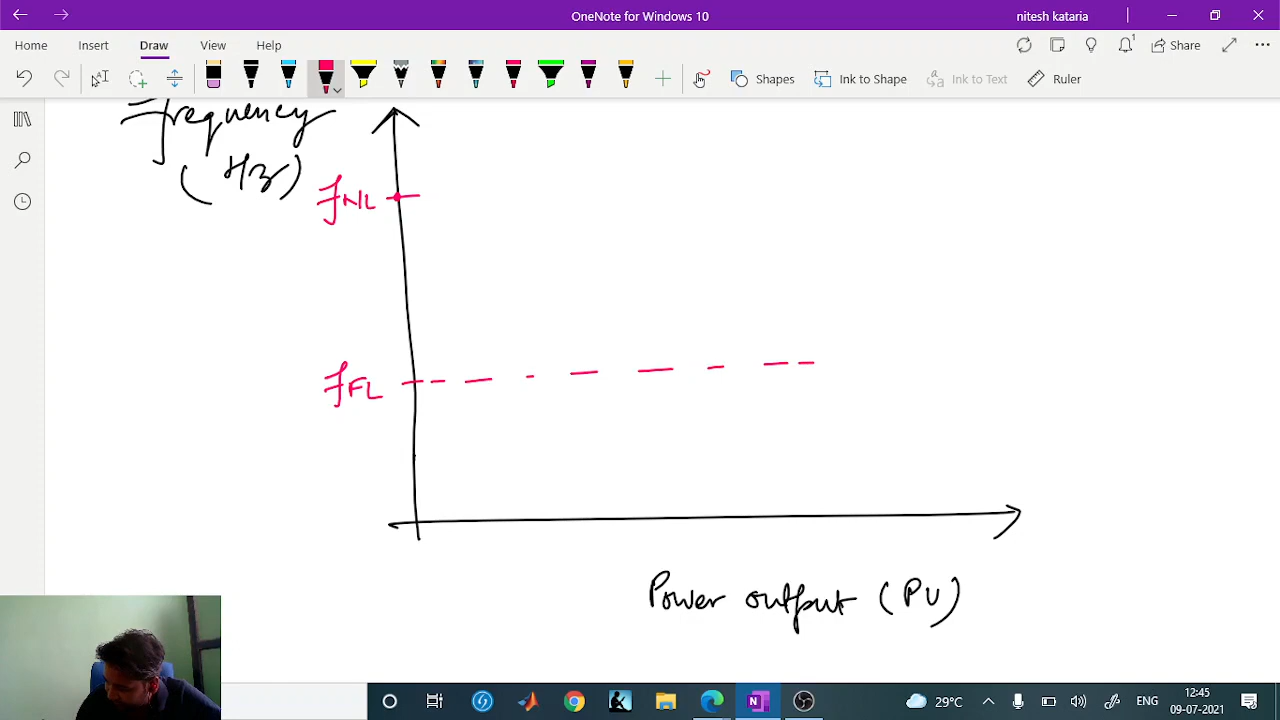 OneNote for Windows 10
nitesh kataria
Home Insert Draw View Help
Share
Shapes
Ink to Shape
Ink to Text
Ruler
Frequency
(Hz)
fNL
fFL
Power output (PU)
29°C
ENG
12:45
09-07-2021